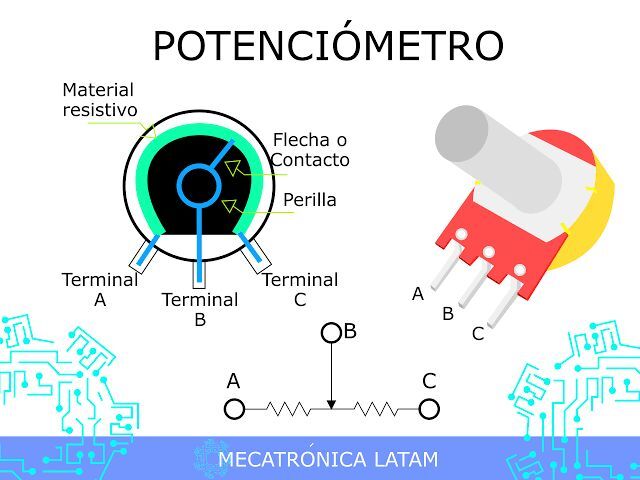 POTENCIÓMETRO
Material
resistivo
Flecha o
Contacto
Perilla
Terminal
A
Terminal
B
Terminal
C
A
B
C
B
A
C
MECATRÓNICA LATAM